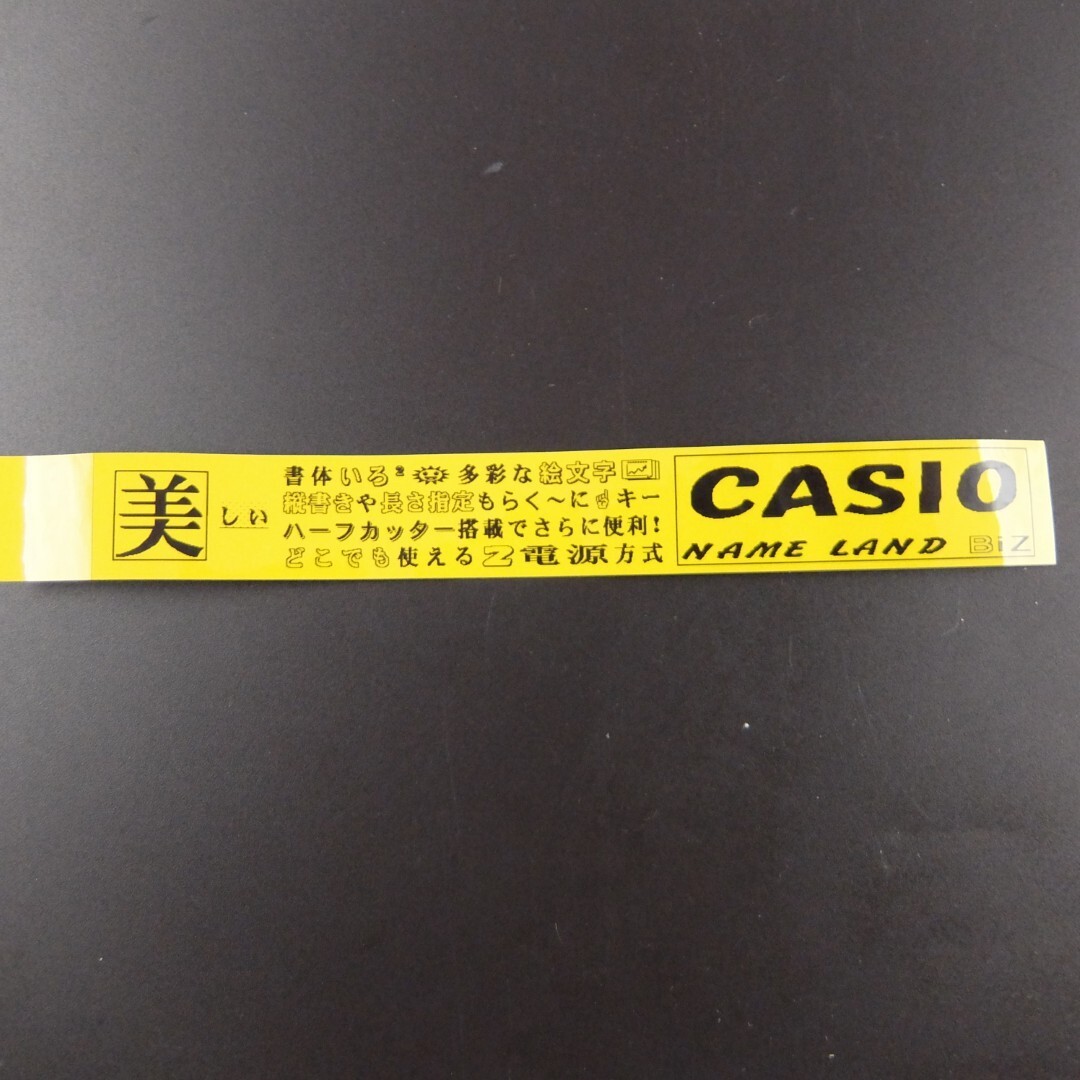 美しい
書体いろ²多彩な絵文字
縦書きや長さ指定もらく〜に☝キー
ハーフカッター搭載でさらに便利!
どこでも使える2電源方式
CASIO
NAME LAND BiZ